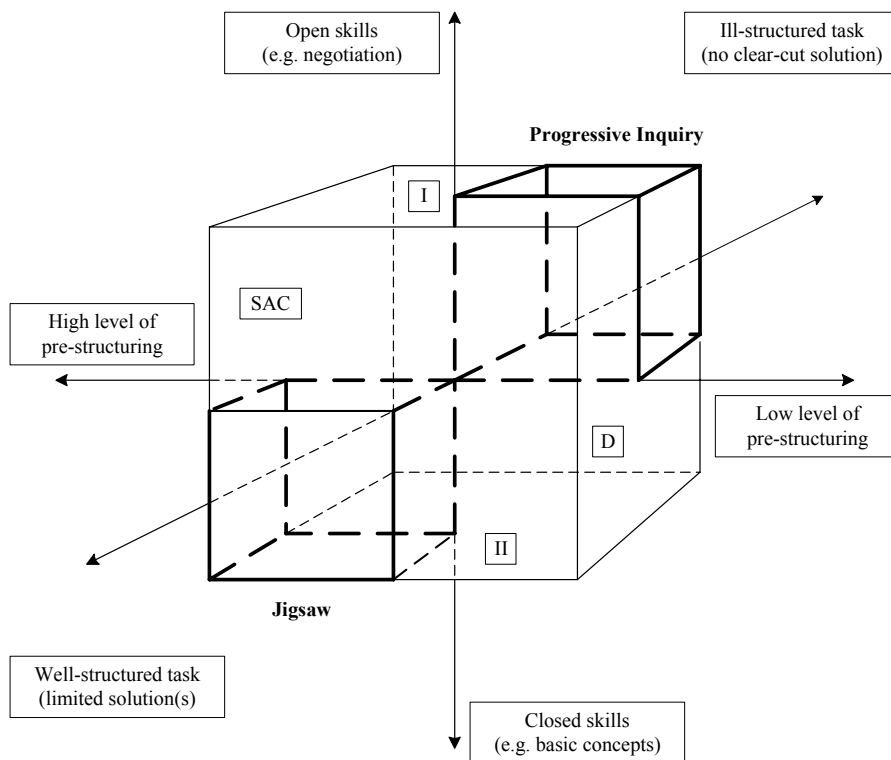 Open skills
(e.g. negotiation)
Ill-structured task
(no clear-cut solution)
Progressive Inquiry
I
SAC
High level of
pre-structuring
Low level of
pre-structuring
D
II
Jigsaw
Well-structured task
(limited solution(s)
Closed skills
(e.g. basic concepts)